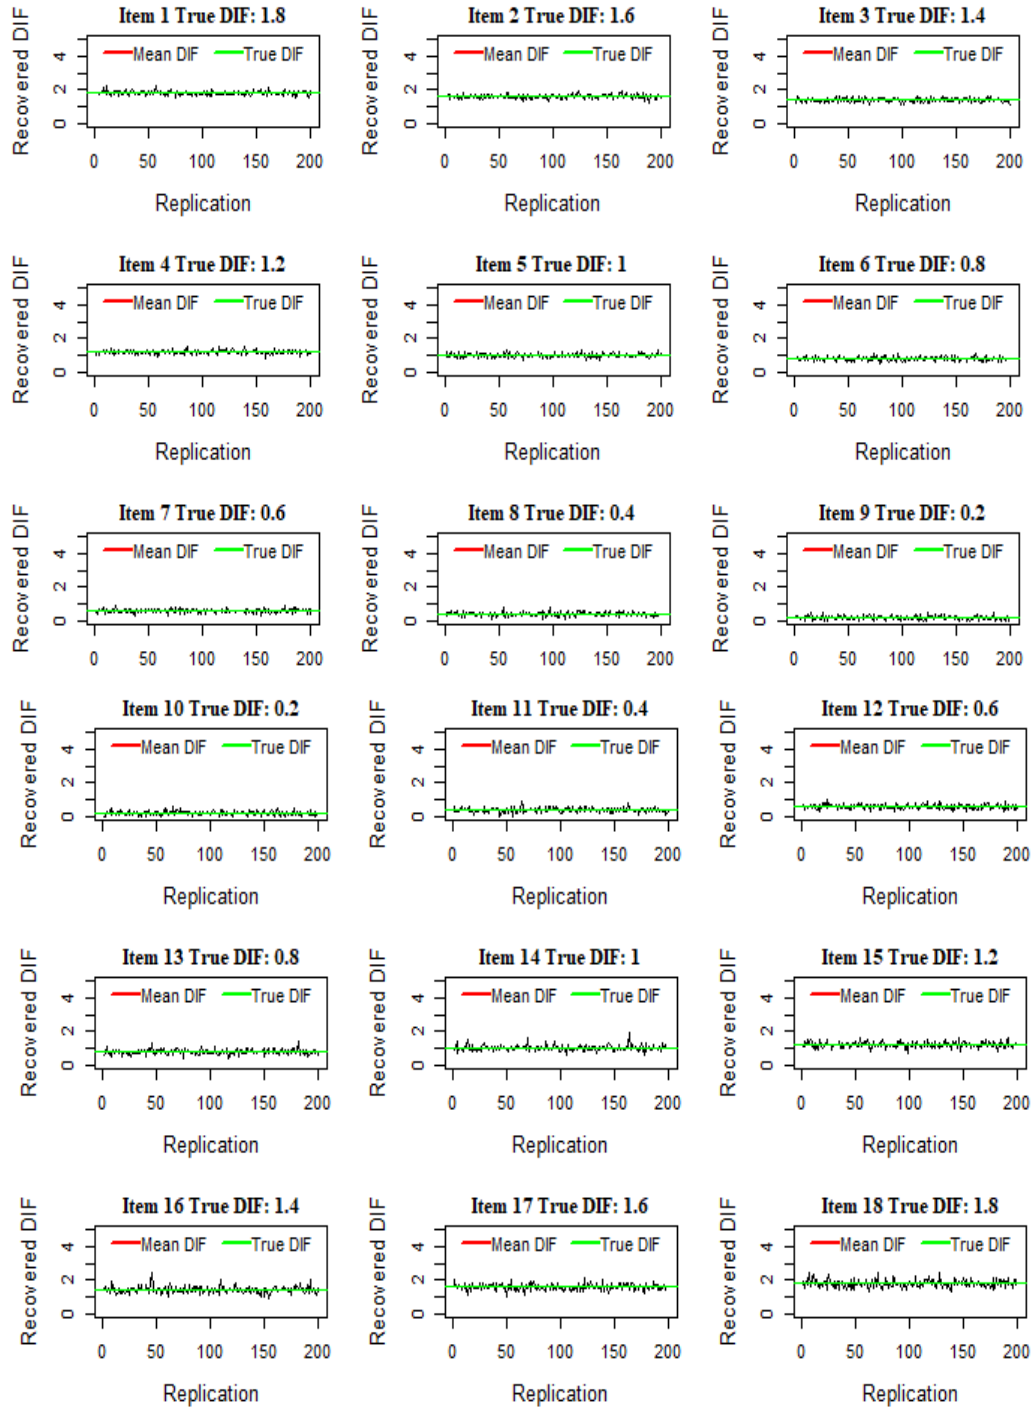 Item 1 True DIF: 1.8
Recovered DIF
0 2 4
Mean DIF True DIF
0 50 100 150 200
Replication
Item 2 True DIF: 1.6
Recovered DIF
0 2 4
Mean DIF True DIF
0 50 100 150 200
Replication
Item 3 True DIF: 1.4
Recovered DIF
0 2 4
Mean DIF True DIF
0 50 100 150 200
Replication
Item 4 True DIF: 1.2
Recovered DIF
0 2 4
Mean DIF True DIF
0 50 100 150 200
Replication
Item 5 True DIF: 1
Recovered DIF
0 2 4
Mean DIF True DIF
0 50 100 150 200
Replication
Item 6 True DIF: 0.8
Recovered DIF
0 2 4
Mean DIF True DIF
0 50 100 150 200
Replication
Item 7 True DIF: 0.6
Recovered DIF
0 2 4
Mean DIF True DIF
0 50 100 150 200
Item 8 True DIF: 0.4
Recovered DIF
0 2 4
Mean DIF True DIF
0 50 100 150 200
Item 9 True DIF: 0.2
Recovered DIF
0 2 4
Mean DIF True DIF
0 50 100 150 200
Item 10 True DIF: 0.2
Recovered DIF
0 2 4
Mean DIF True DIF
0 50 100 150 200
Replication
Item 11 True DIF: 0.4
Recovered DIF
0 2 4
Mean DIF True DIF
0 50 100 150 200
Replication
Item 12 True DIF: 0.6
Recovered DIF
0 2 4
Mean DIF True DIF
0 50 100 150 200
Replication
Item 13 True DIF: 0.8
Recovered DIF
0 2 4
Mean DIF True DIF
0 50 100 150 200
Replication
Item 14 True DIF: 1
Recovered DIF
0 2 4
Mean DIF True DIF
0 50 100 150 200
Replication
Item 15 True DIF: 1.2
Recovered DIF
0 2 4
Mean DIF True DIF
0 50 100 150 200
Replication
Item 16 True DIF: 1.4
Recovered DIF
0 2 4
Mean DIF True DIF
0 50 100 150 200
Replication
Item 17 True DIF: 1.6
Recovered DIF
0 2 4
Mean DIF True DIF
0 50 100 150 200
Replication
Item 18 True DIF: 1.8
Recovered DIF
0 2 4
Mean DIF True DIF
0 50 100 150 200
Replication